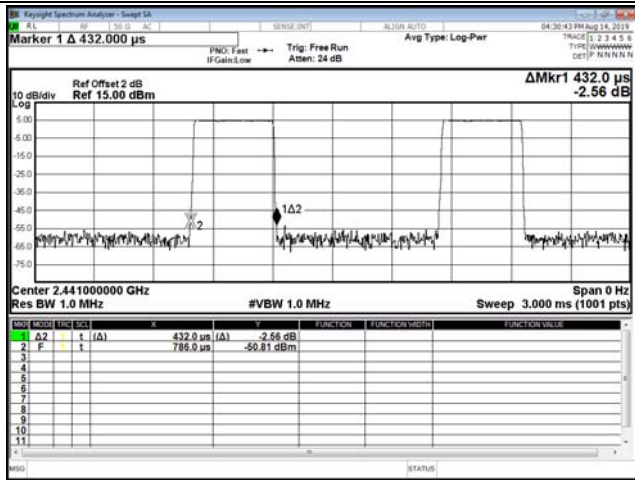 Keysight Spectrum Analyzer - Swept SA
RL RF 50 Ω AC SENSE:INT ALIGN AUTO 04:30:43 PM Aug 14, 2019
Marker 1 Δ 432.000 μs
PNO: Fast Trig: Free Run Avg Type: Log-Pwr TRACE 1 2 3 4 5 6
IFGain:Low Atten: 24 dB TYPE WWWWWW
DET P NNNNN
ΔMkr1 432.0 μs
Ref Offset 2 dB
10 dB/div Ref 15.00 dBm -2.56 dB
Log
5.00
-5.00
-15.0
-25.0
-35.0
-45.0
-55.0
-65.0
-75.0
2
1Δ2
Center 2.441000000 GHz Span 0 Hz
Res BW 1.0 MHz #VBW 1.0 MHz Sweep 3.000 ms (1001 pts)
MKR MODE TRC SCL X Y FUNCTION FUNCTION WIDTH FUNCTION VALUE
1 Δ2 1 t (Δ) 432.0 μs (Δ) -2.56 dB
2 F 1 t 786.0 μs -50.81 dBm
3
4
5
6
7
8
9
10
11
MSG STATUS